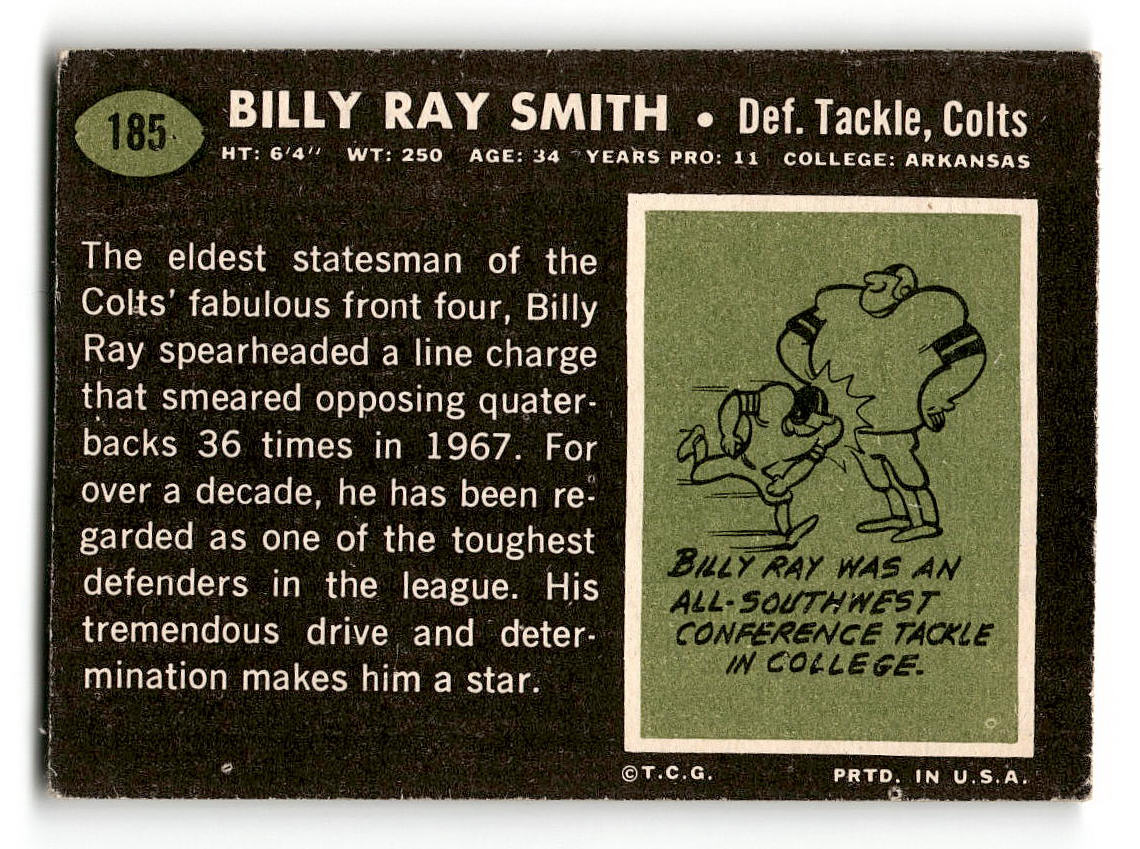 185
BILLY RAY SMITH • Def. Tackle, Colts
HT: 6'4" WT: 250 AGE: 34 YEARS PRO: 11 COLLEGE: ARKANSAS
The eldest statesman of the
Colts' fabulous front four, Billy
Ray spearheaded a line charge
that smeared opposing quater-
backs 36 times in 1967. For
over a decade, he has been re-
garded as one of the toughest
defenders in the league. His
tremendous drive and deter-
mination makes him a star.
BILLY RAY WAS AN
ALL-SOUTHWEST
CONFERENCE TACKLE
IN COLLEGE.
©T.C.G. PRTD. IN U.S.A.